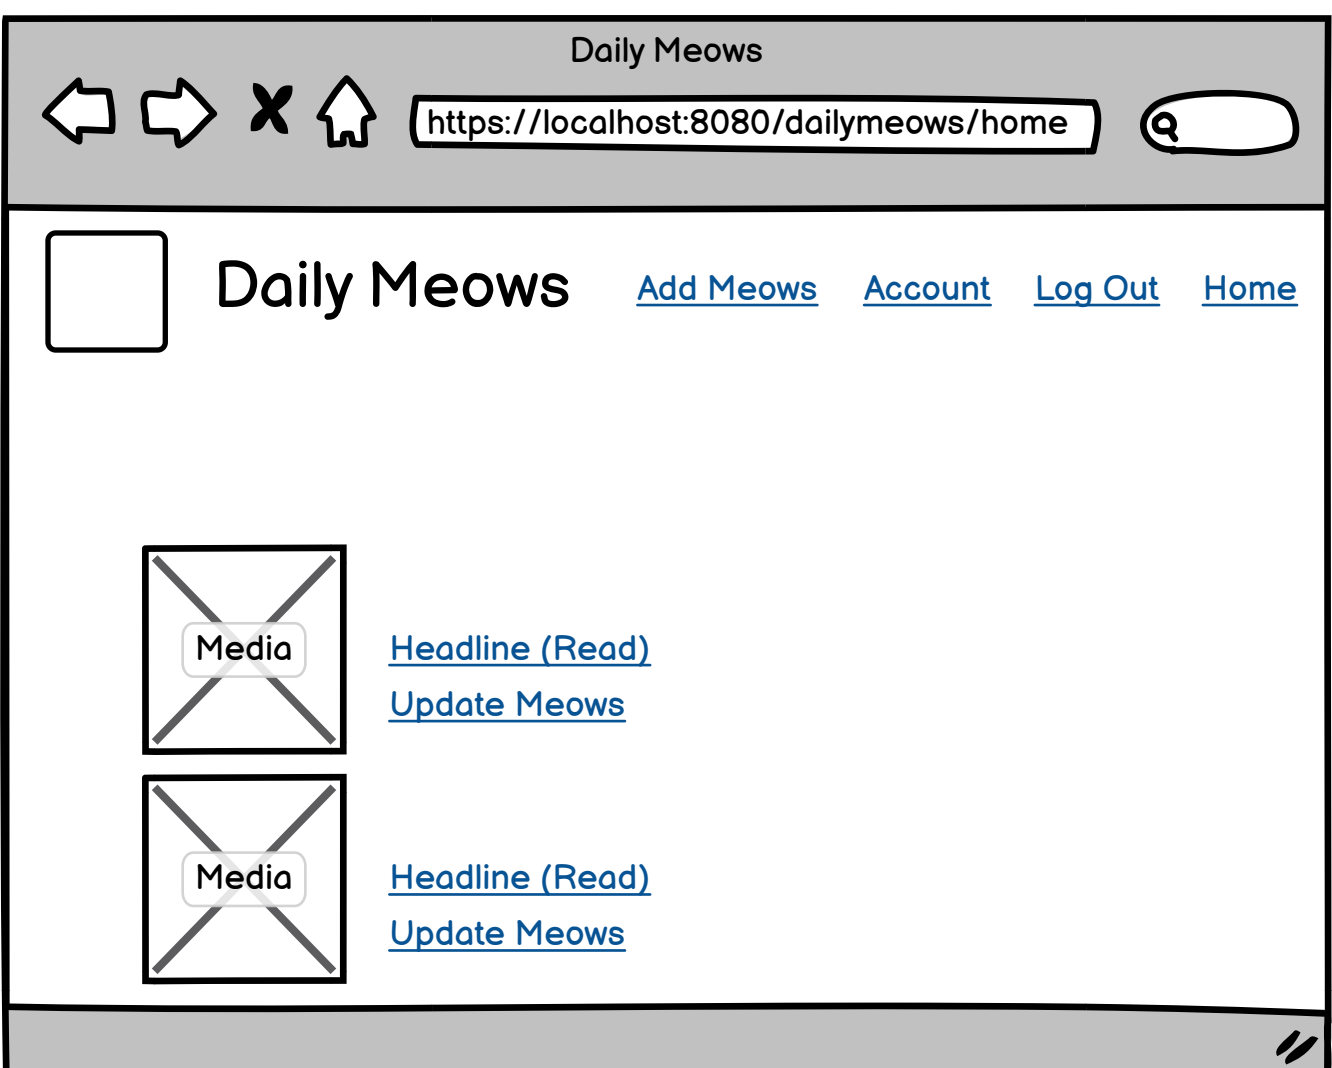 Daily Meows
https://localhost:8080/dailymeows/home
Daily Meows Add Meows Account Log Out Home
Media
Headline (Read)
Update Meows
Media
Headline (Read)
Update Meows